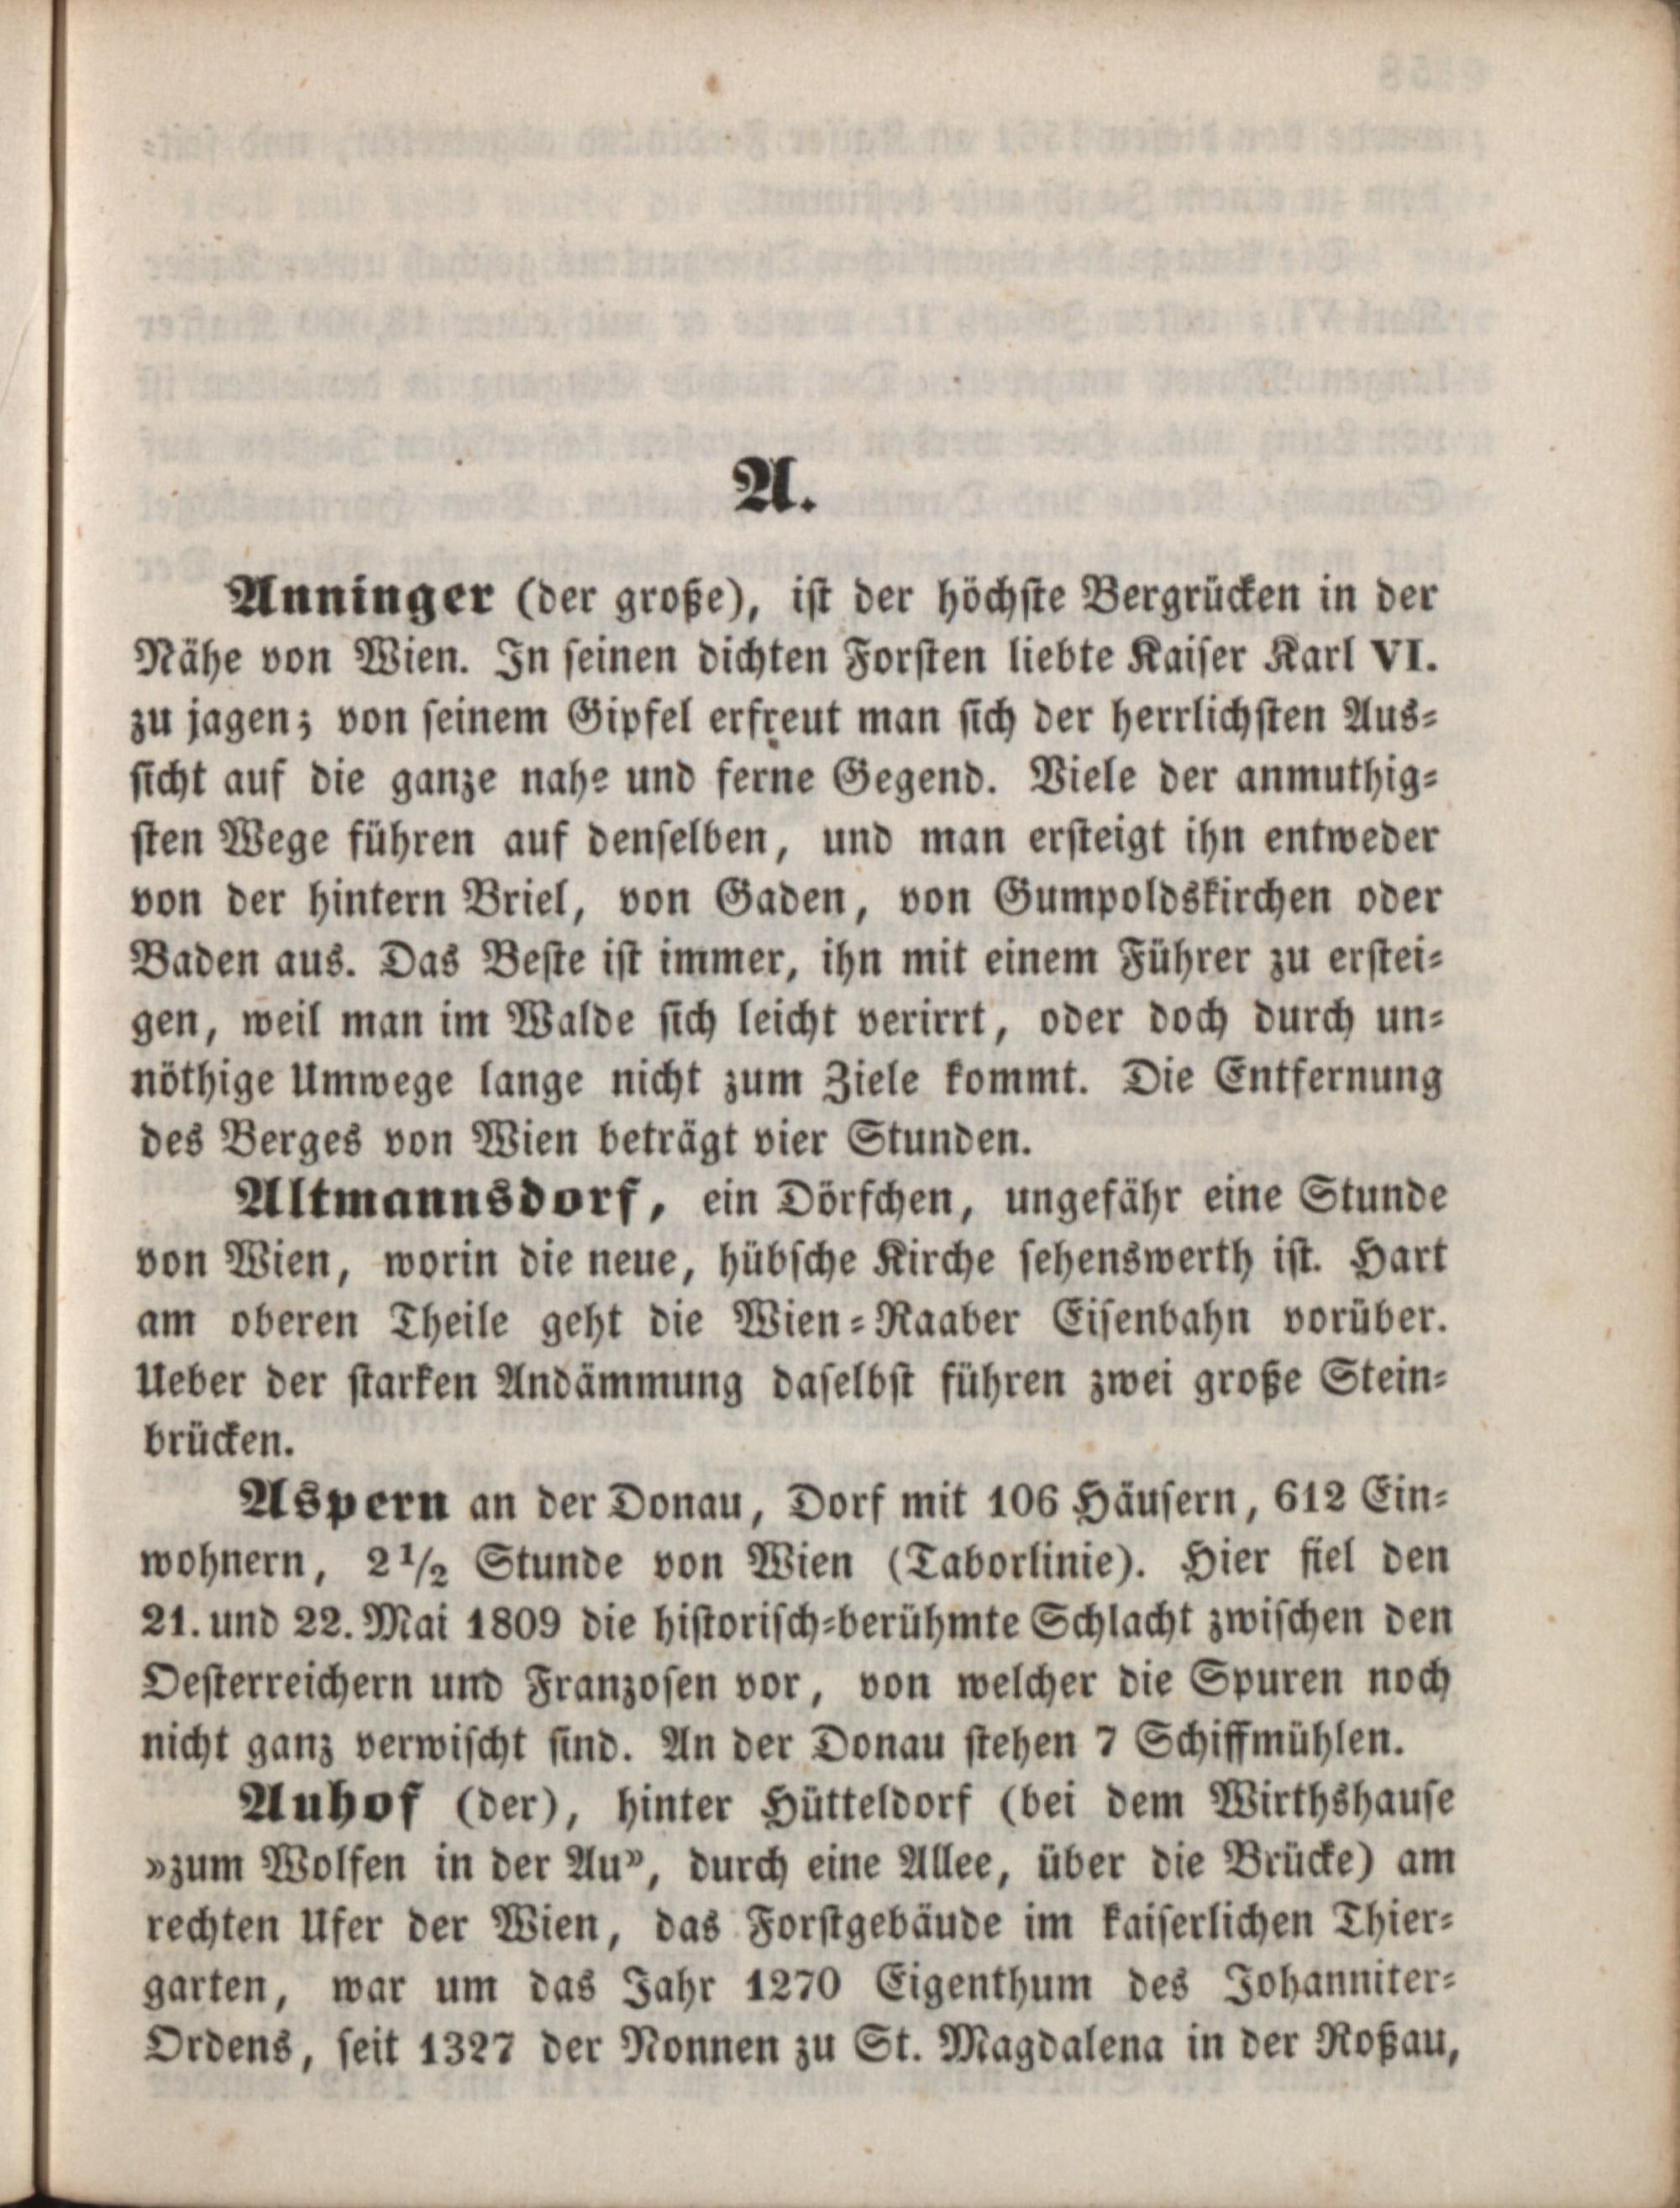 A.
Anninger (der große), ist der höchste Bergrücken in der
Nähe von Wien. In seinen dichten Forsten liebte Kaiser Karl VI.
zu jagen; von seinem Gipfel erfreut man sich der herrlichsten Aus-
sicht auf die ganze nahe und ferne Gegend. Viele der anmuthig-
sten Wege führen auf denselben, und man ersteigt ihn entweder
von der hintern Briel, von Gaden, von Gumpoldskirchen oder
Baden aus. Das Beste ist immer, ihn mit einem Führer zu erstei-
gen, weil man im Walde sich leicht verirrt, oder doch durch un-
nöthige Umwege lange nicht zum Ziele kommt. Die Entfernung
des Berges von Wien beträgt vier Stunden.
Altmannsdorf, ein Dörfchen, ungefähr eine Stunde
von Wien, worin die neue, hübsche Kirche sehenswerth ist. Hart
am oberen Theile geht die Wien-Raaber Eisenbahn vorüber.
Ueber der starken Andämmung daselbst führen zwei große Stein-
brücken.
Aspern an der Donau, Dorf mit 106 Häusern, 612 Ein-
wohnern, 2 1/2 Stunde von Wien (Taborlinie). Hier fiel den
21. und 22. Mai 1809 die historisch-berühmte Schlacht zwischen den
Oesterreichern und Franzosen vor, von welcher die Spuren noch
nicht ganz verwischt sind. An der Donau stehen 7 Schiffmühlen.
Auhof (der), hinter Hütteldorf (bei dem Wirthshause
»zum Wolfen in der Au», durch eine Allee, über die Brücke) am
rechten Ufer der Wien, das Forstgebäude im kaiserlichen Thier-
garten, war um das Jahr 1270 Eigenthum des Johanniter-
Ordens, seit 1327 der Nonnen zu St. Magdalena in der Roßau,